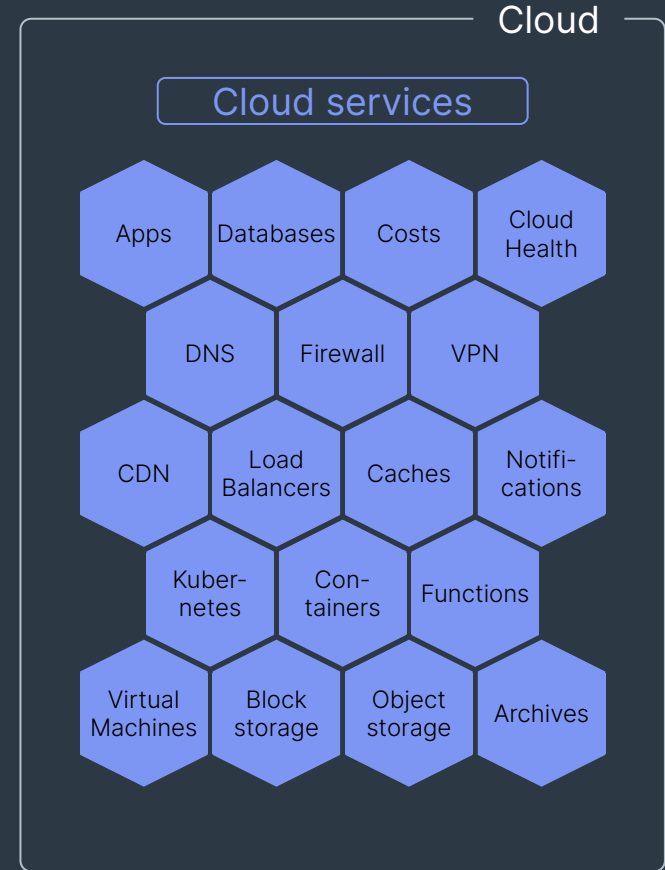 Cloud
Cloud services
Apps
Databases
Costs
Cloud
Health
DNS
Firewall
VPN
CDN
Load
Balancers
Caches
Notifi-
cations
Kuber-
netes
Con-
tainers
Functions
Virtual
Machines
Block
storage
Object
storage
Archives